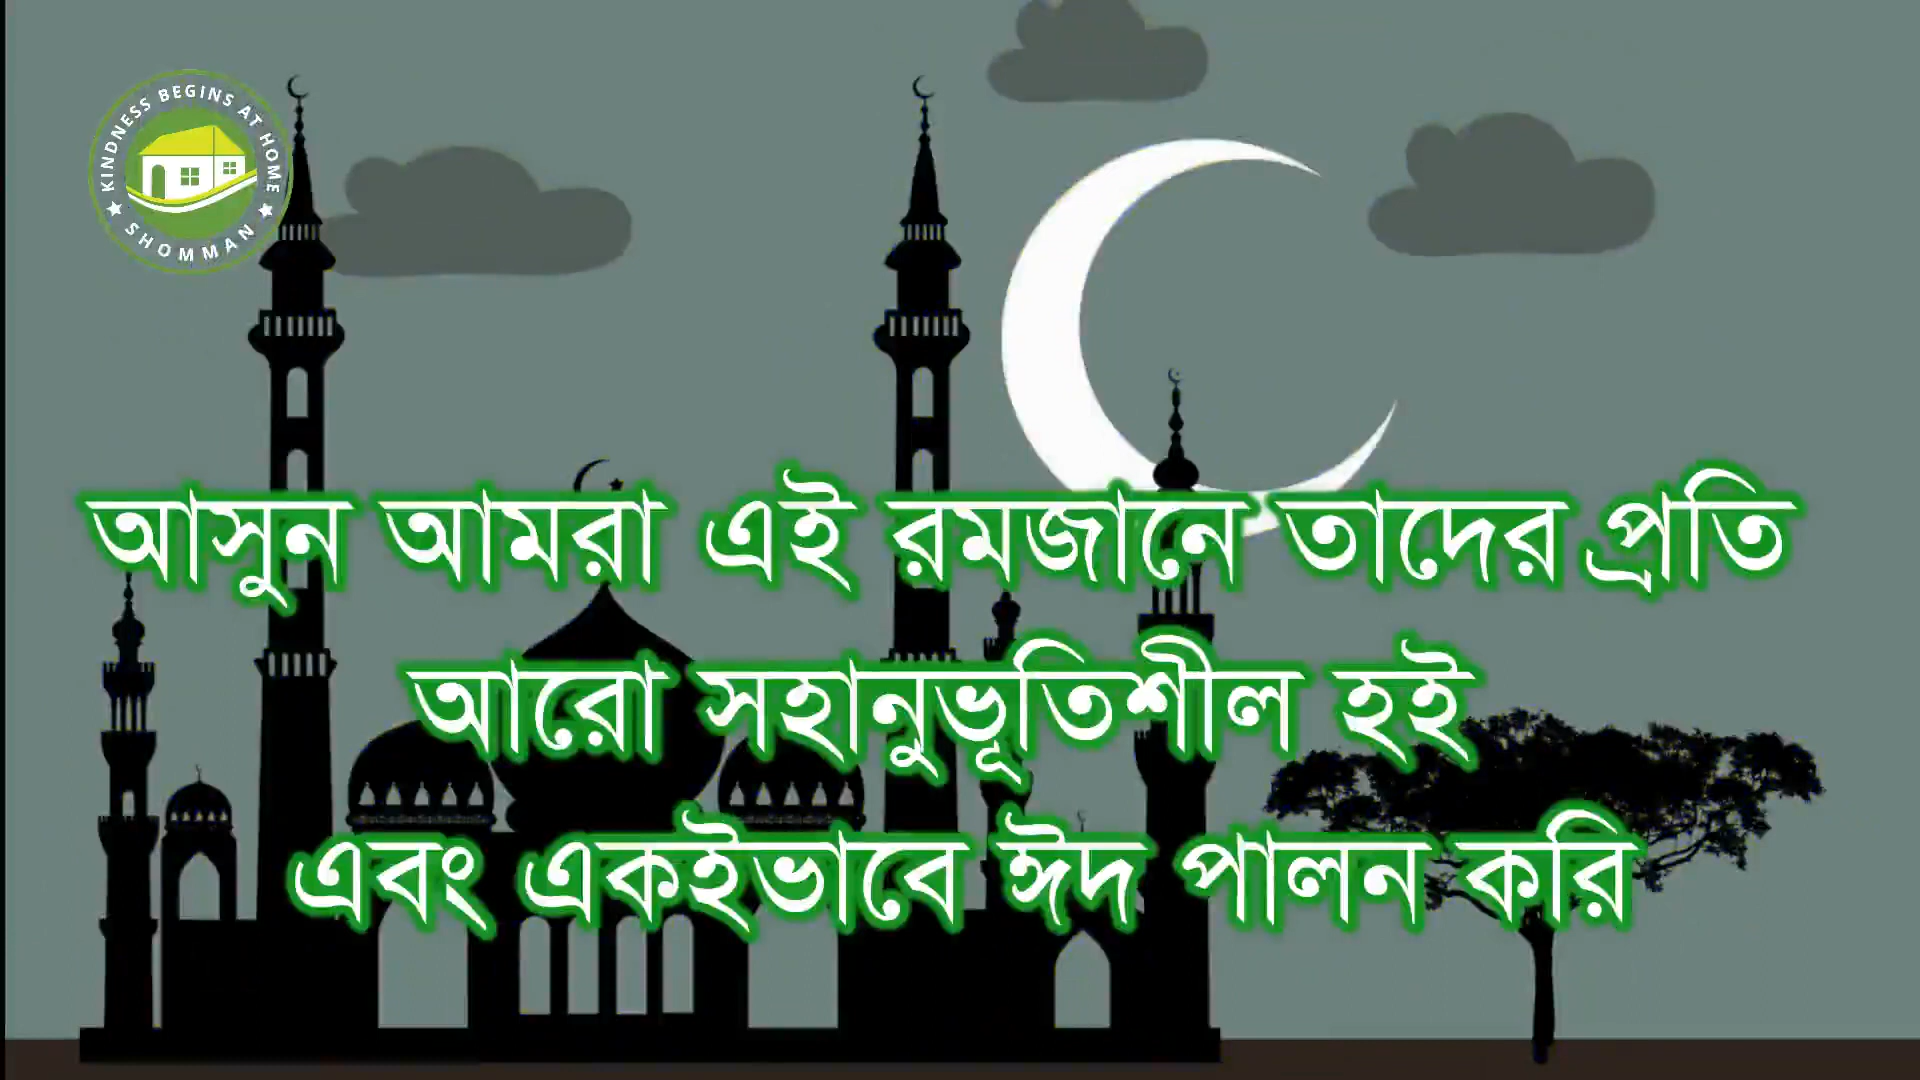 KINDNESS BEGINS AT HOME
SHOMMAN
আসুন আমরা এই রমজানে তাদের প্রতি
আরো সহানুভূতিশীল হই
এবং একইভাবে ঈদ পালন করি